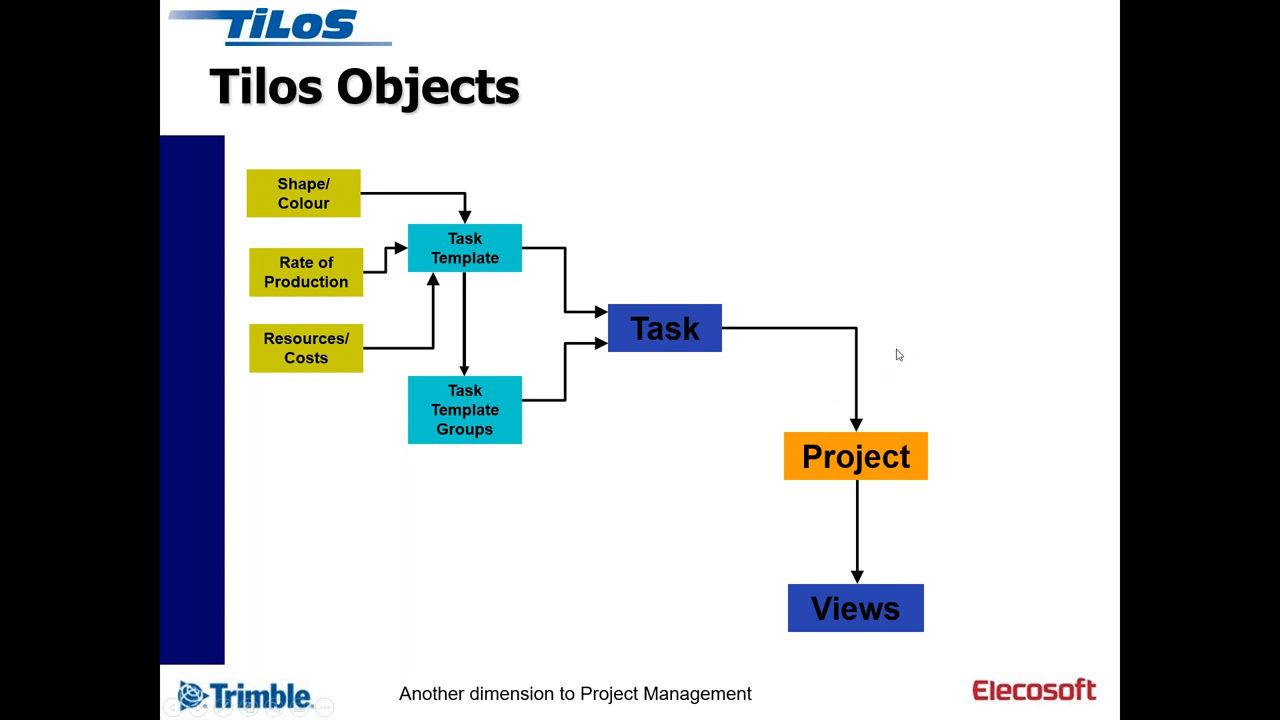 TiLOS
Tilos Objects
Shape/
Colour
Rate of
Production
Resources/
Costs
Task
Template
Task
Template
Groups
Task
Project
Views
Trimble.
Another dimension to Project Management
Elecosoft